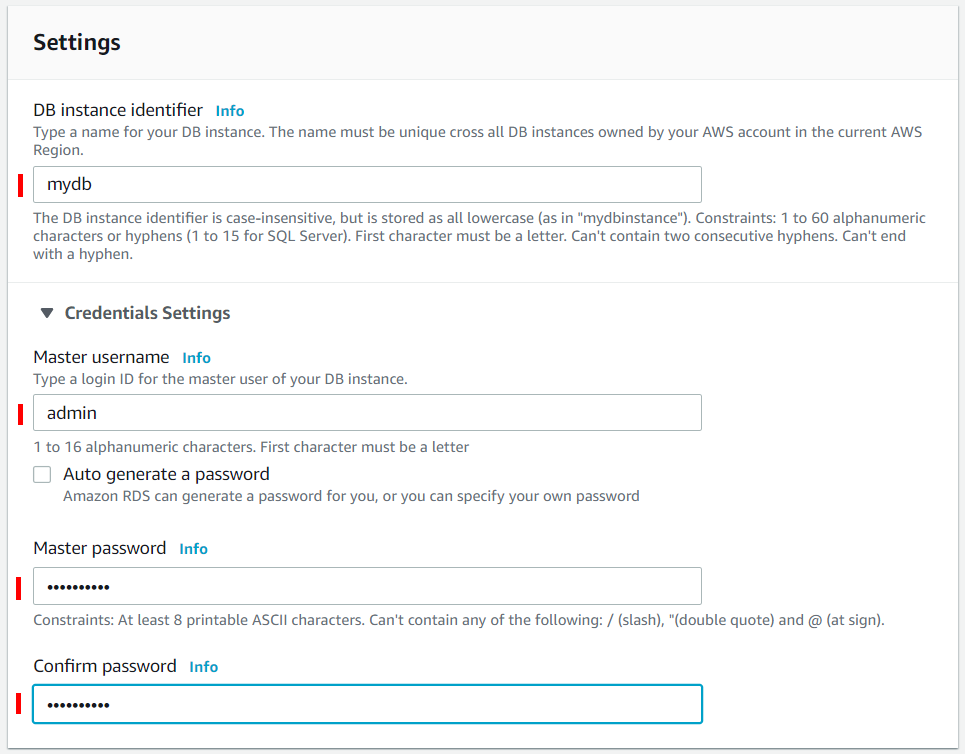 Settings
DB instance identifier Info
Type a name for your DB instance. The name must be unique cross all DB instances owned by your AWS account in the current AWS
Region.
mydb
The DB instance identifier is case-insensitive, but is stored as all lowercase (as in "mydbinstance"). Constraints: 1 to 60 alphanumeric
characters or hyphens (1 to 15 for SQL Server). First character must be a letter. Can't contain two consecutive hyphens. Can't end
with a hyphen.
Credentials Settings
Master username Info
Type a login ID for the master user of your DB instance.
admin
1 to 16 alphanumeric characters. First character must be a letter
Auto generate a password
Amazon RDS can generate a password for you, or you can specify your own password
Master password Info
••••••••••
Constraints: At least 8 printable ASCII characters. Can't contain any of the following: / (slash), "(double quote) and @ (at sign).
Confirm password Info
••••••••••